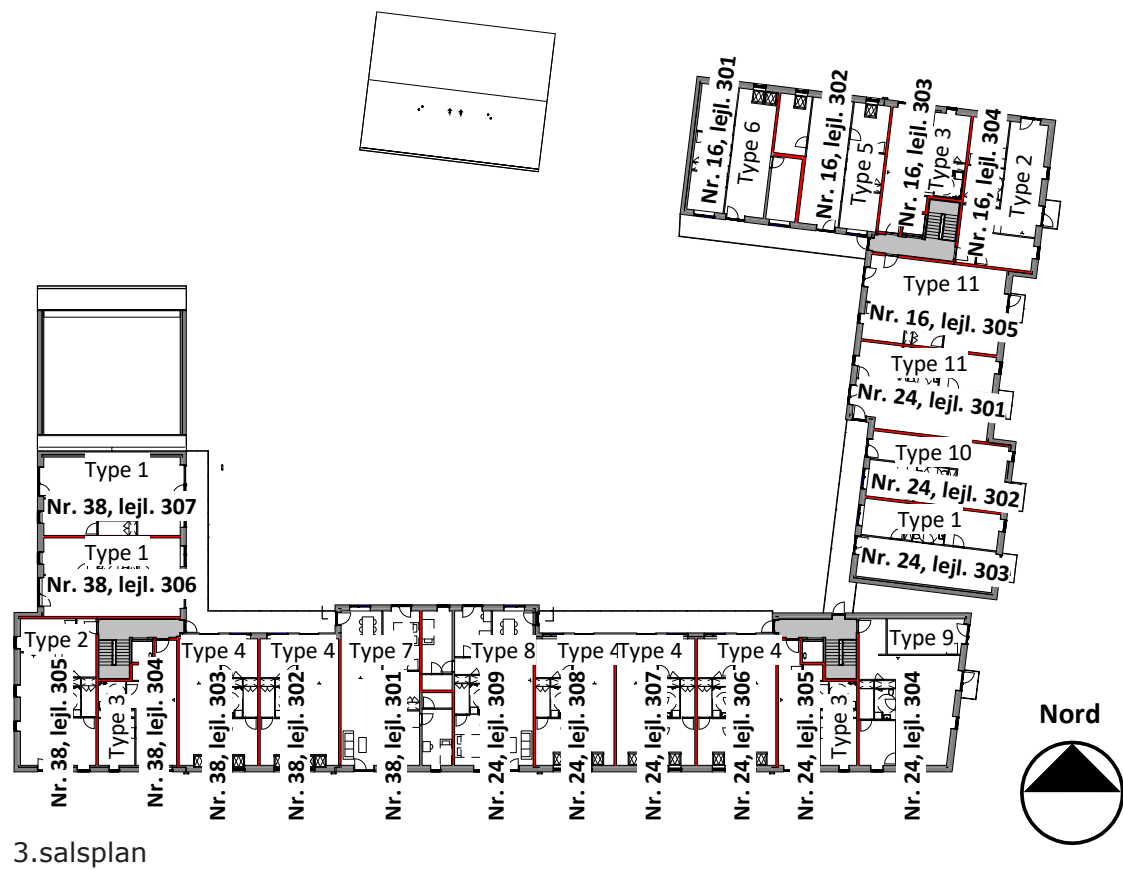 Nr. 16, lejl. 301
Type 6
Nr. 16, lejl. 302
Type 5
Nr. 16, lejl. 303
Type 3
Nr. 16, lejl. 304
Type 2
Type 11
Nr. 16, lejl. 305
Type 11
Nr. 24, lejl. 301
Type 10
Nr. 24, lejl. 302
Type 1
Nr. 24, lejl. 303
Type 1
Nr. 38, lejl. 307
Type 1
Nr. 38, lejl. 306
Type 2
Nr. 38, lejl. 305
Type 3
Nr. 38, lejl. 304
Type 4
Nr. 38, lejl. 303
Type 4
Nr. 38, lejl. 302
Type 7
Nr. 38, lejl. 301
Type 8
Nr. 24, lejl. 309
Type 4
Nr. 24, lejl. 308
Type 4
Nr. 24, lejl. 307
Type 4
Nr. 24, lejl. 306
Nr. 24, lejl. 305
Type 3
Type 9
Nr. 24, lejl. 304
Nord
3.salsplan